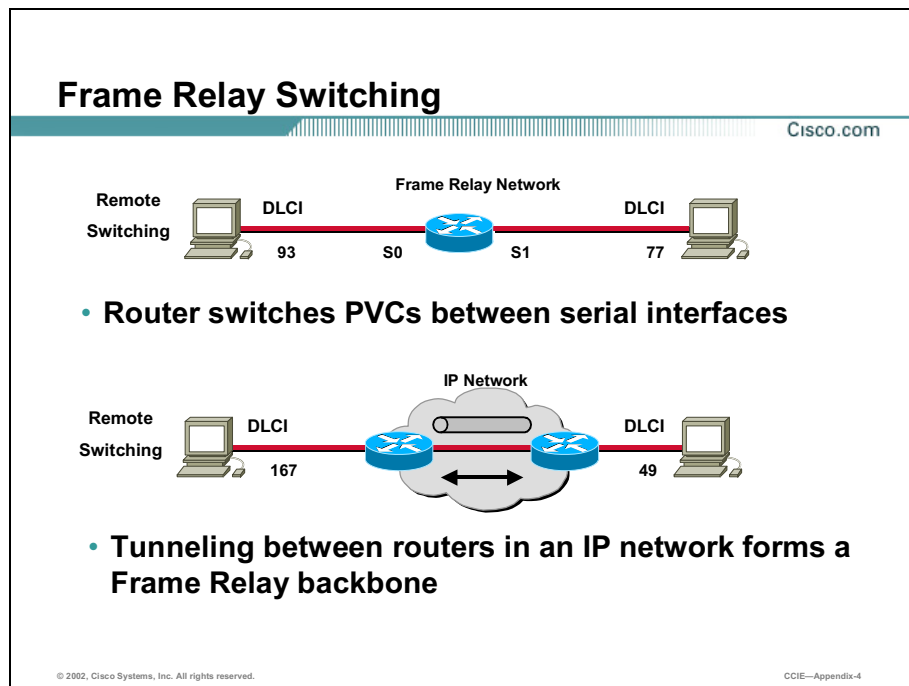 Frame Relay Switching
Cisco.com
Frame Relay Network
Remote
Switching
DLCI
DLCI
93
S0
S1
77
• Router switches PVCs between serial interfaces
IP Network
Remote
Switching
DLCI
DLCI
167
49
• Tunneling between routers in an IP network forms a
Frame Relay backbone
© 2002, Cisco Systems, Inc. All rights reserved.
CCIE—Appendix-4